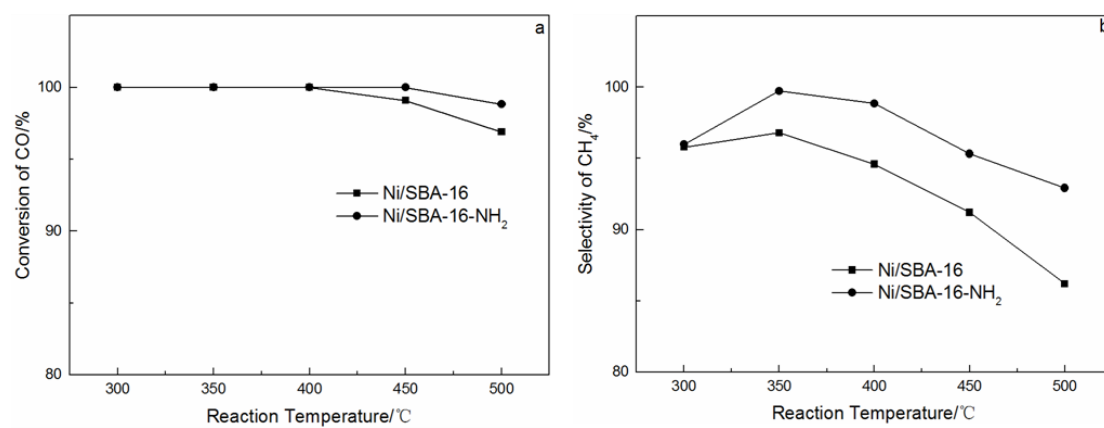 a
100
90
80
Conversion of CO/%
Ni/SBA-16
Ni/SBA-16-NH₂
300 350 400 450 500
Reaction Temperature/℃
b
100
90
80
Selectivity of CH₄/%
Ni/SBA-16
Ni/SBA-16-NH₂
300 350 400 450 500
Reaction Temperature/℃